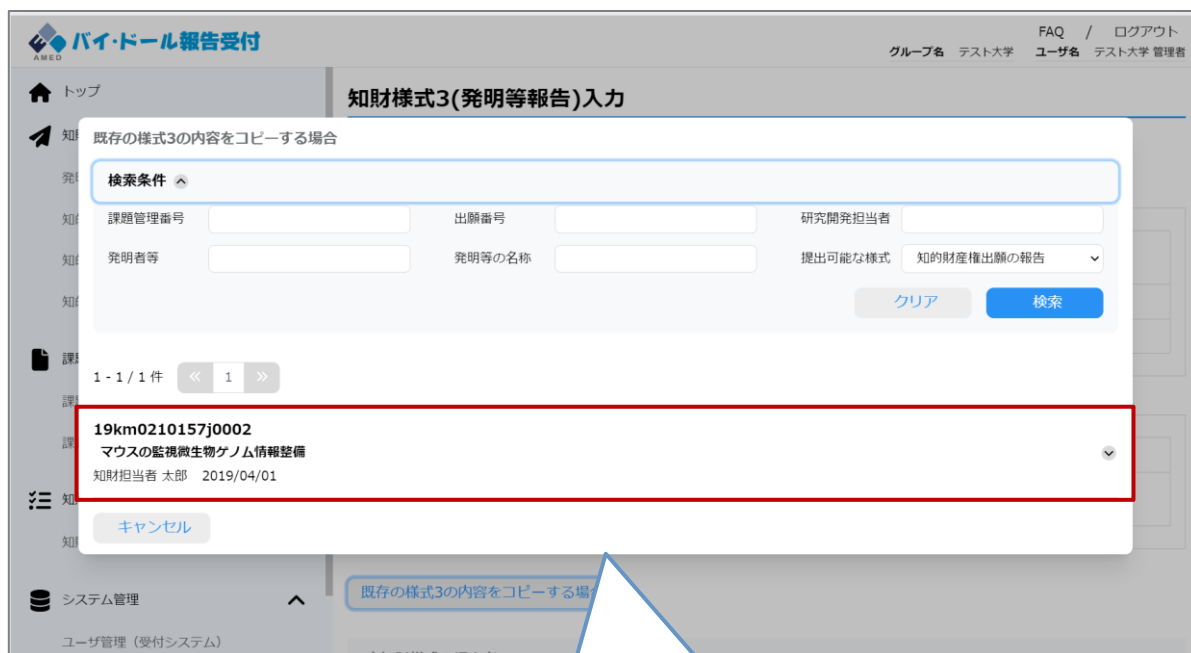 バイ・ドール報告受付
AMED
FAQ / ログアウト
グループ名 テスト大学 ユーザ名 テスト大学 管理者
トップ
知財様式3(発明等報告)入力
既存の様式3の内容をコピーする場合
検索条件
課題管理番号 出願番号 研究開発担当者
発明者等 発明等の名称 提出可能な様式 知的財産権出願の報告
クリア 検索
1 - 1 / 1 件 « 1 »
19km0210157j0002
マウスの監視微生物ゲノム情報整備
知財担当者 太郎 2019/04/01
キャンセル
既存の様式3の内容をコピーする場合
システム管理
ユーザ管理（受付システム）